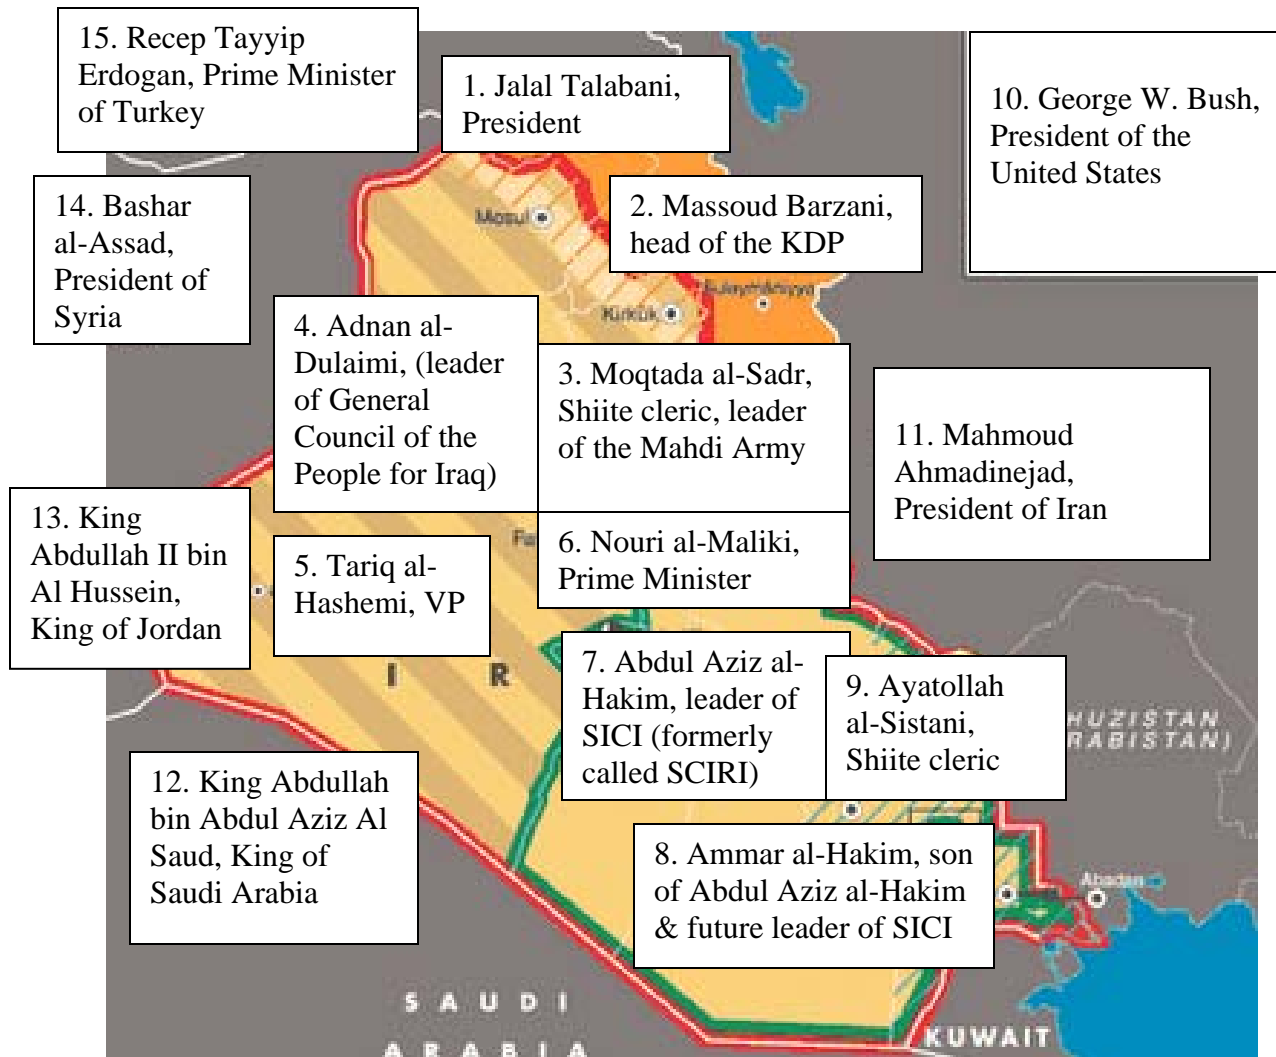 15. Recep Tayyip
Erdogan, Prime Minister
of Turkey
1. Jalal Talabani,
President
10. George W. Bush,
President of the
United States
14. Bashar
al-Assad,
President of
Syria
Mosul
2. Massoud Barzani,
head of the KDP
Sulaymaniyya
Kirkuk
4. Adnan al-
Dulaimi, (leader
of General
Council of the
People for Iraq)
3. Moqtada al-Sadr,
Shiite cleric, leader
of the Mahdi Army
11. Mahmoud
Ahmadinejad,
President of Iran
13. King
Abdullah II bin
Al Hussein,
King of Jordan
5. Tariq al-
Hashemi, VP
6. Nouri al-Maliki,
Prime Minister
I R
7. Abdul Aziz al-
Hakim, leader of
SICI (formerly
called SCIRI)
9. Ayatollah
al-Sistani,
Shiite cleric
HUZISTAN
RABISTAN)
12. King Abdullah
bin Abdul Aziz Al
Saud, King of
Saudi Arabia
8. Ammar al-Hakim, son
of Abdul Aziz al-Hakim
& future leader of SICI
Abadan
SAUDI
ARABIA
KUWAIT